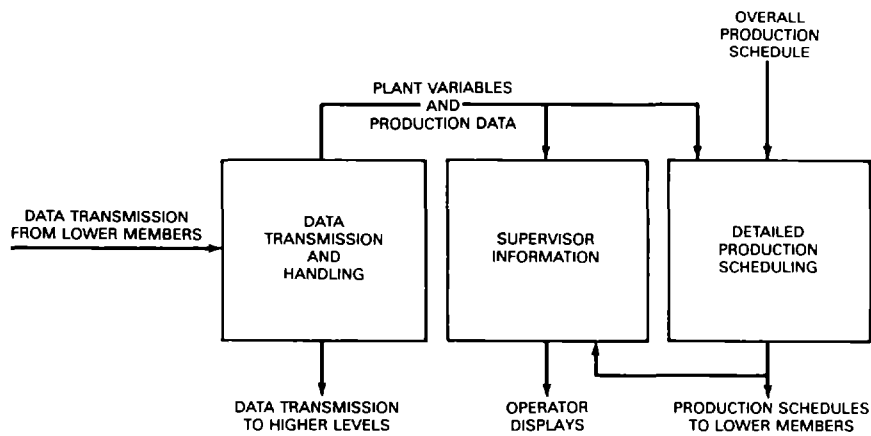 OVERALL
PRODUCTION
SCHEDULE
PLANT VARIABLES
AND
PRODUCTION DATA
DATA TRANSMISSION
FROM LOWER MEMBERS
DATA
TRANSMISSION
AND
HANDLING
SUPERVISOR
INFORMATION
DETAILED
PRODUCTION
SCHEDULING
DATA TRANSMISSION
TO HIGHER LEVELS
OPERATOR
DISPLAYS
PRODUCTION SCHEDULES
TO LOWER MEMBERS